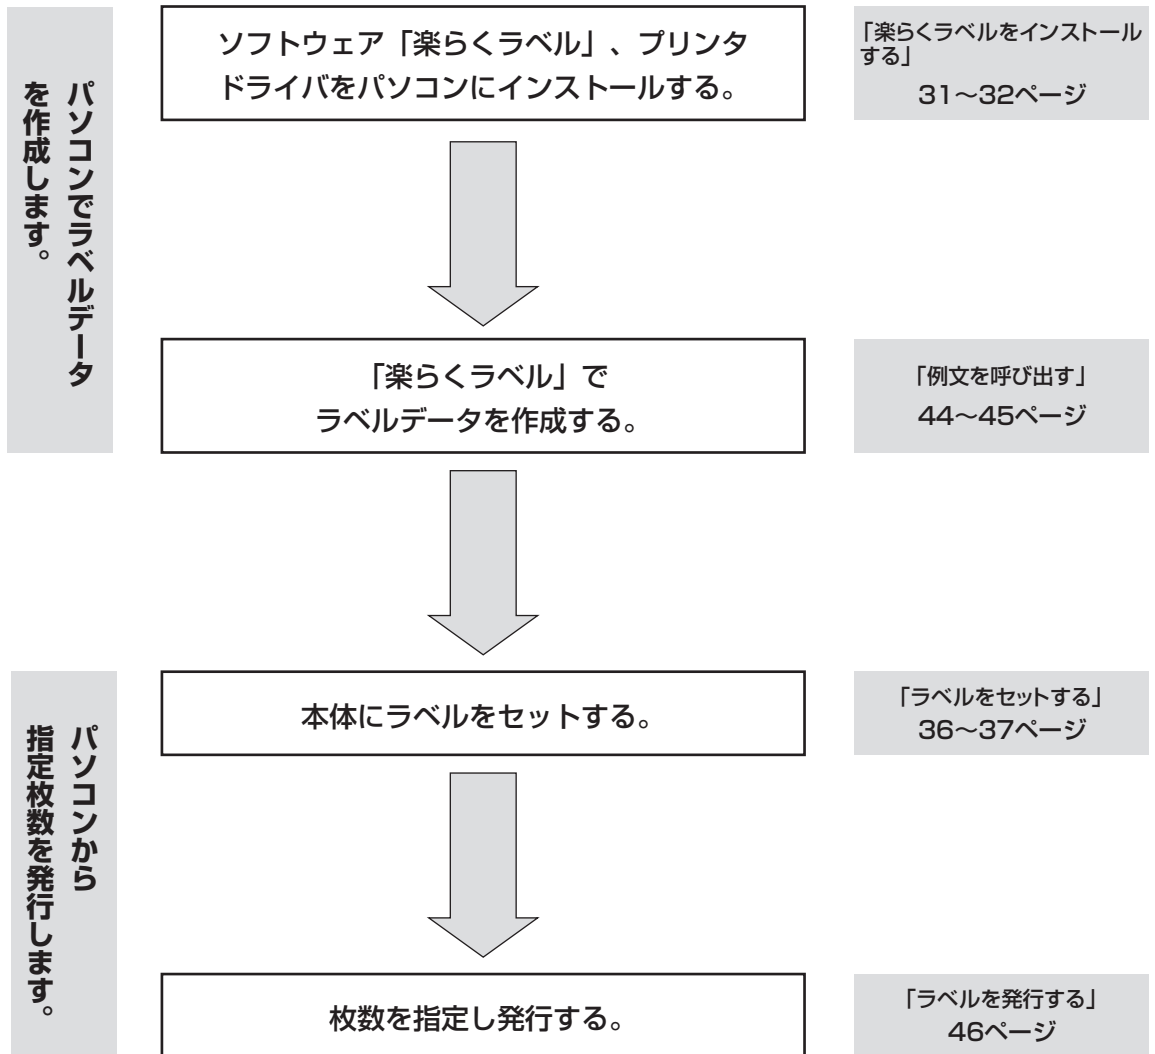 パソコンでラベルデータ
を作成します。
ソフトウェア「楽らくラベル」、プリンタ
ドライバをパソコンにインストールする。
「楽らくラベルをインストール
する」
31～32ページ
「楽らくラベル」で
ラベルデータを作成する。
「例文を呼び出す」
44～45ページ
パソコンから
指定枚数を発行します。
本体にラベルをセットする。
「ラベルをセットする」
36～37ページ
枚数を指定し発行する。
「ラベルを発行する」
46ページ